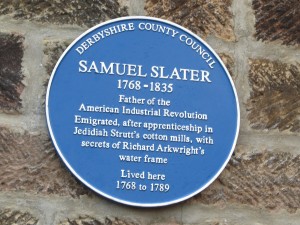 DERBYSHIRE COUNTY COUNCIL
SAMUEL SLATER
1768 - 1835
Father of the
American Industrial Revolution
Emigrated, after apprenticeship in
Jedidiah Strutt's cotton mills, with
secrets of Richard Arkwright's
water frame
Lived here
1768 to 1789